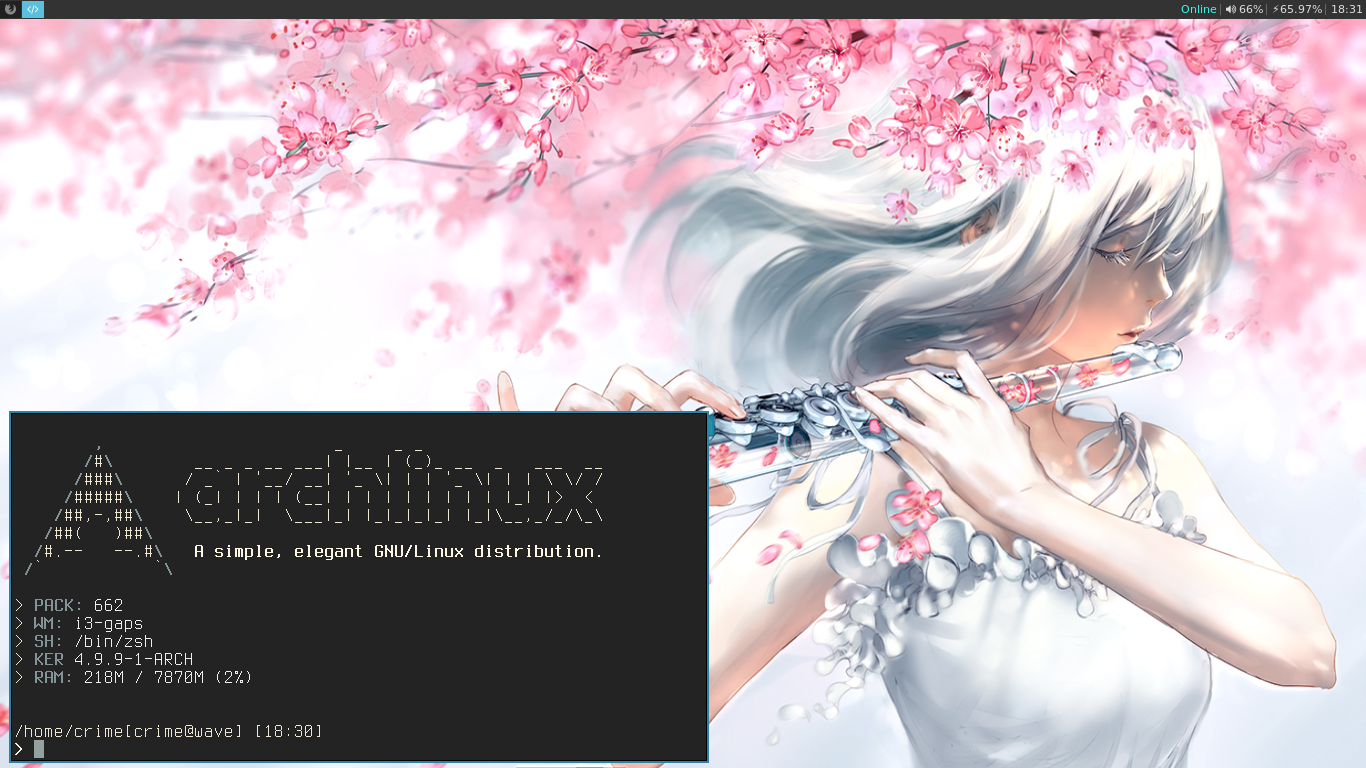 Online 66% ⚡65.97% 18:31
archlinux
A simple, elegant GNU/Linux distribution.
> PACK: 662
> WM: i3-gaps
> SH: /bin/zsh
> KER 4.9.9-1-ARCH
> RAM: 218M / 7870M (2%)
/home/crime[crime@wave] [18:30]
>